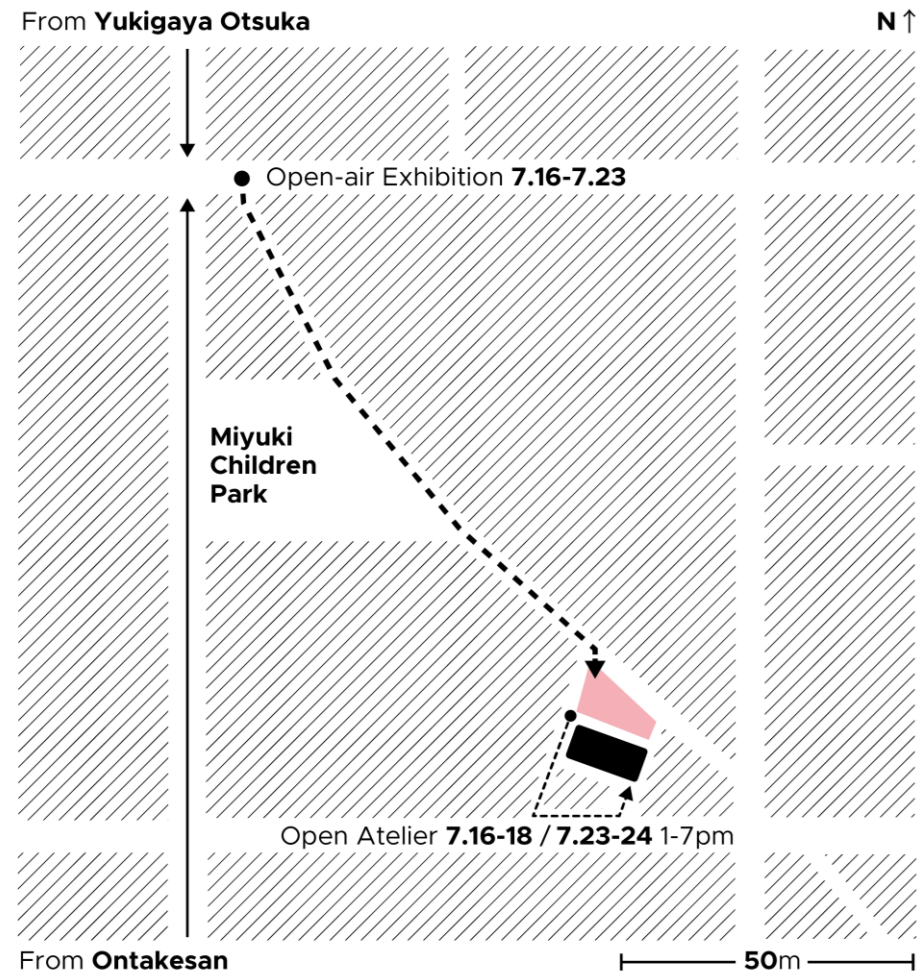 From Yukigaya Otsuka
N ↑
Open-air Exhibition 7.16-7.23
Miyuki
Children
Park
Open Atelier 7.16-18 / 7.23-24 1-7pm
From Ontakesan
50m